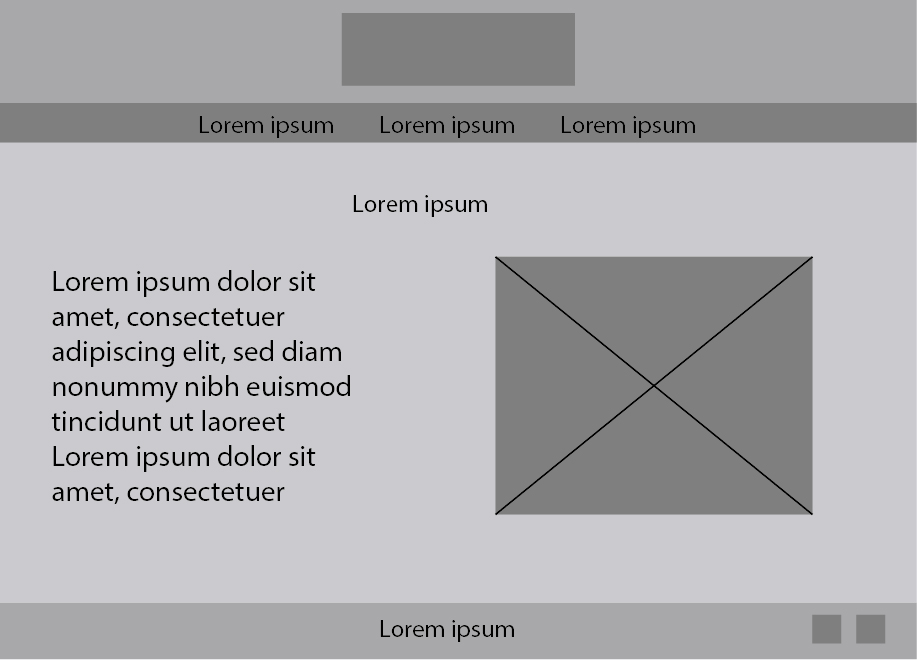 Lorem ipsum Lorem ipsum Lorem ipsum
Lorem ipsum
Lorem ipsum dolor sit
amet, consectetuer
adipiscing elit, sed diam
nonummy nibh euismod
tincidunt ut laoreet
Lorem ipsum dolor sit
amet, consectetuer
Lorem ipsum